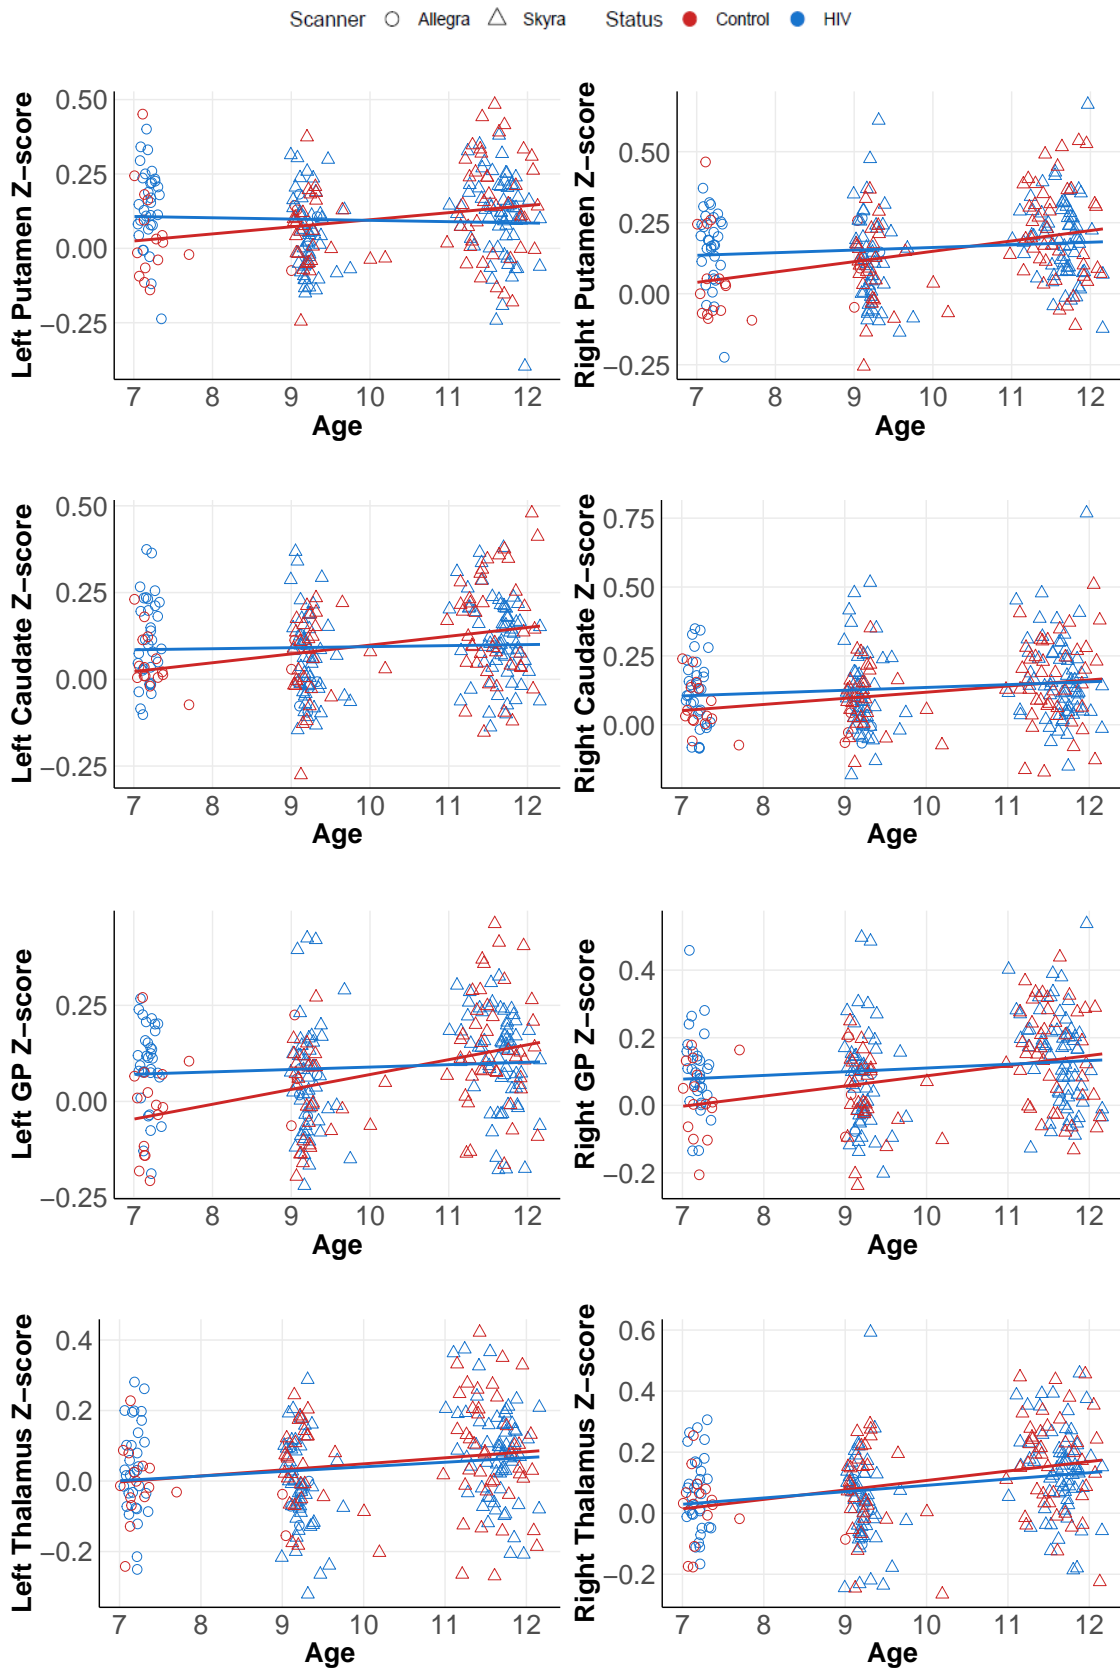 Scanner Allegra Skyra Status Control HIV
0.50
0.25
0.00
−0.25
Left Putamen Z−score
7 8 9 10 11 12
Age
0.50
0.25
0.00
−0.25
Right Putamen Z−score
7 8 9 10 11 12
Age
0.50
0.25
0.00
−0.25
Left Caudate Z−score
7 8 9 10 11 12
Age
0.75
0.50
0.25
0.00
Right Caudate Z−score
7 8 9 10 11 12
Age
0.25
0.00
−0.25
Left GP Z−score
7 8 9 10 11 12
Age
0.4
0.2
0.0
−0.2
Right GP Z−score
7 8 9 10 11 12
Age
0.4
0.2
0.0
−0.2
Left Thalamus Z−score
7 8 9 10 11 12
Age
0.6
0.4
0.2
0.0
−0.2
Right Thalamus Z−score
7 8 9 10 11 12
Age